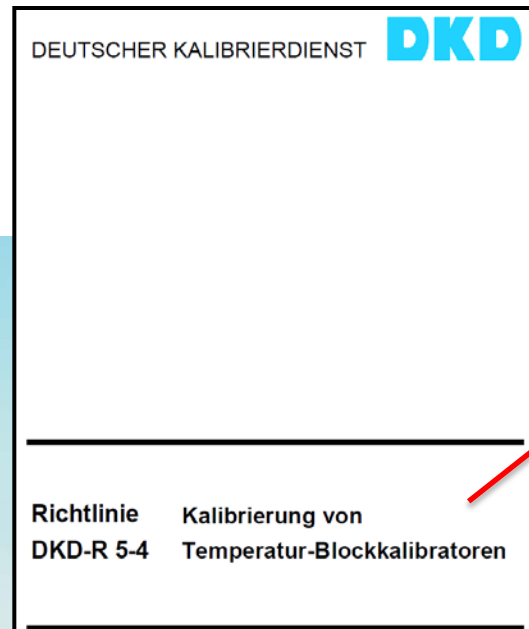 DEUTSCHER KALIBRIERDIENST DKD
Richtlinie Kalibrierung von
DKD-R 5-4 Temperatur-Blockkalibratoren